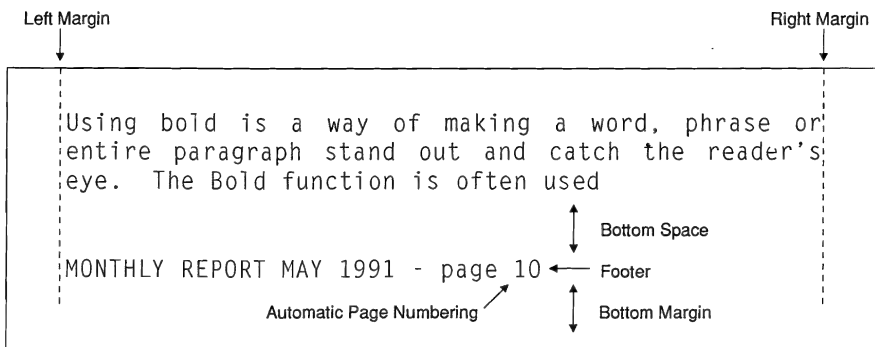 Left Margin Right Margin
Using bold is a way of making a word, phrase or
entire paragraph stand out and catch the reader's
eye. The Bold function is often used
Bottom Space
MONTHLY REPORT MAY 1991 - page 10 Footer
Automatic Page Numbering Bottom Margin